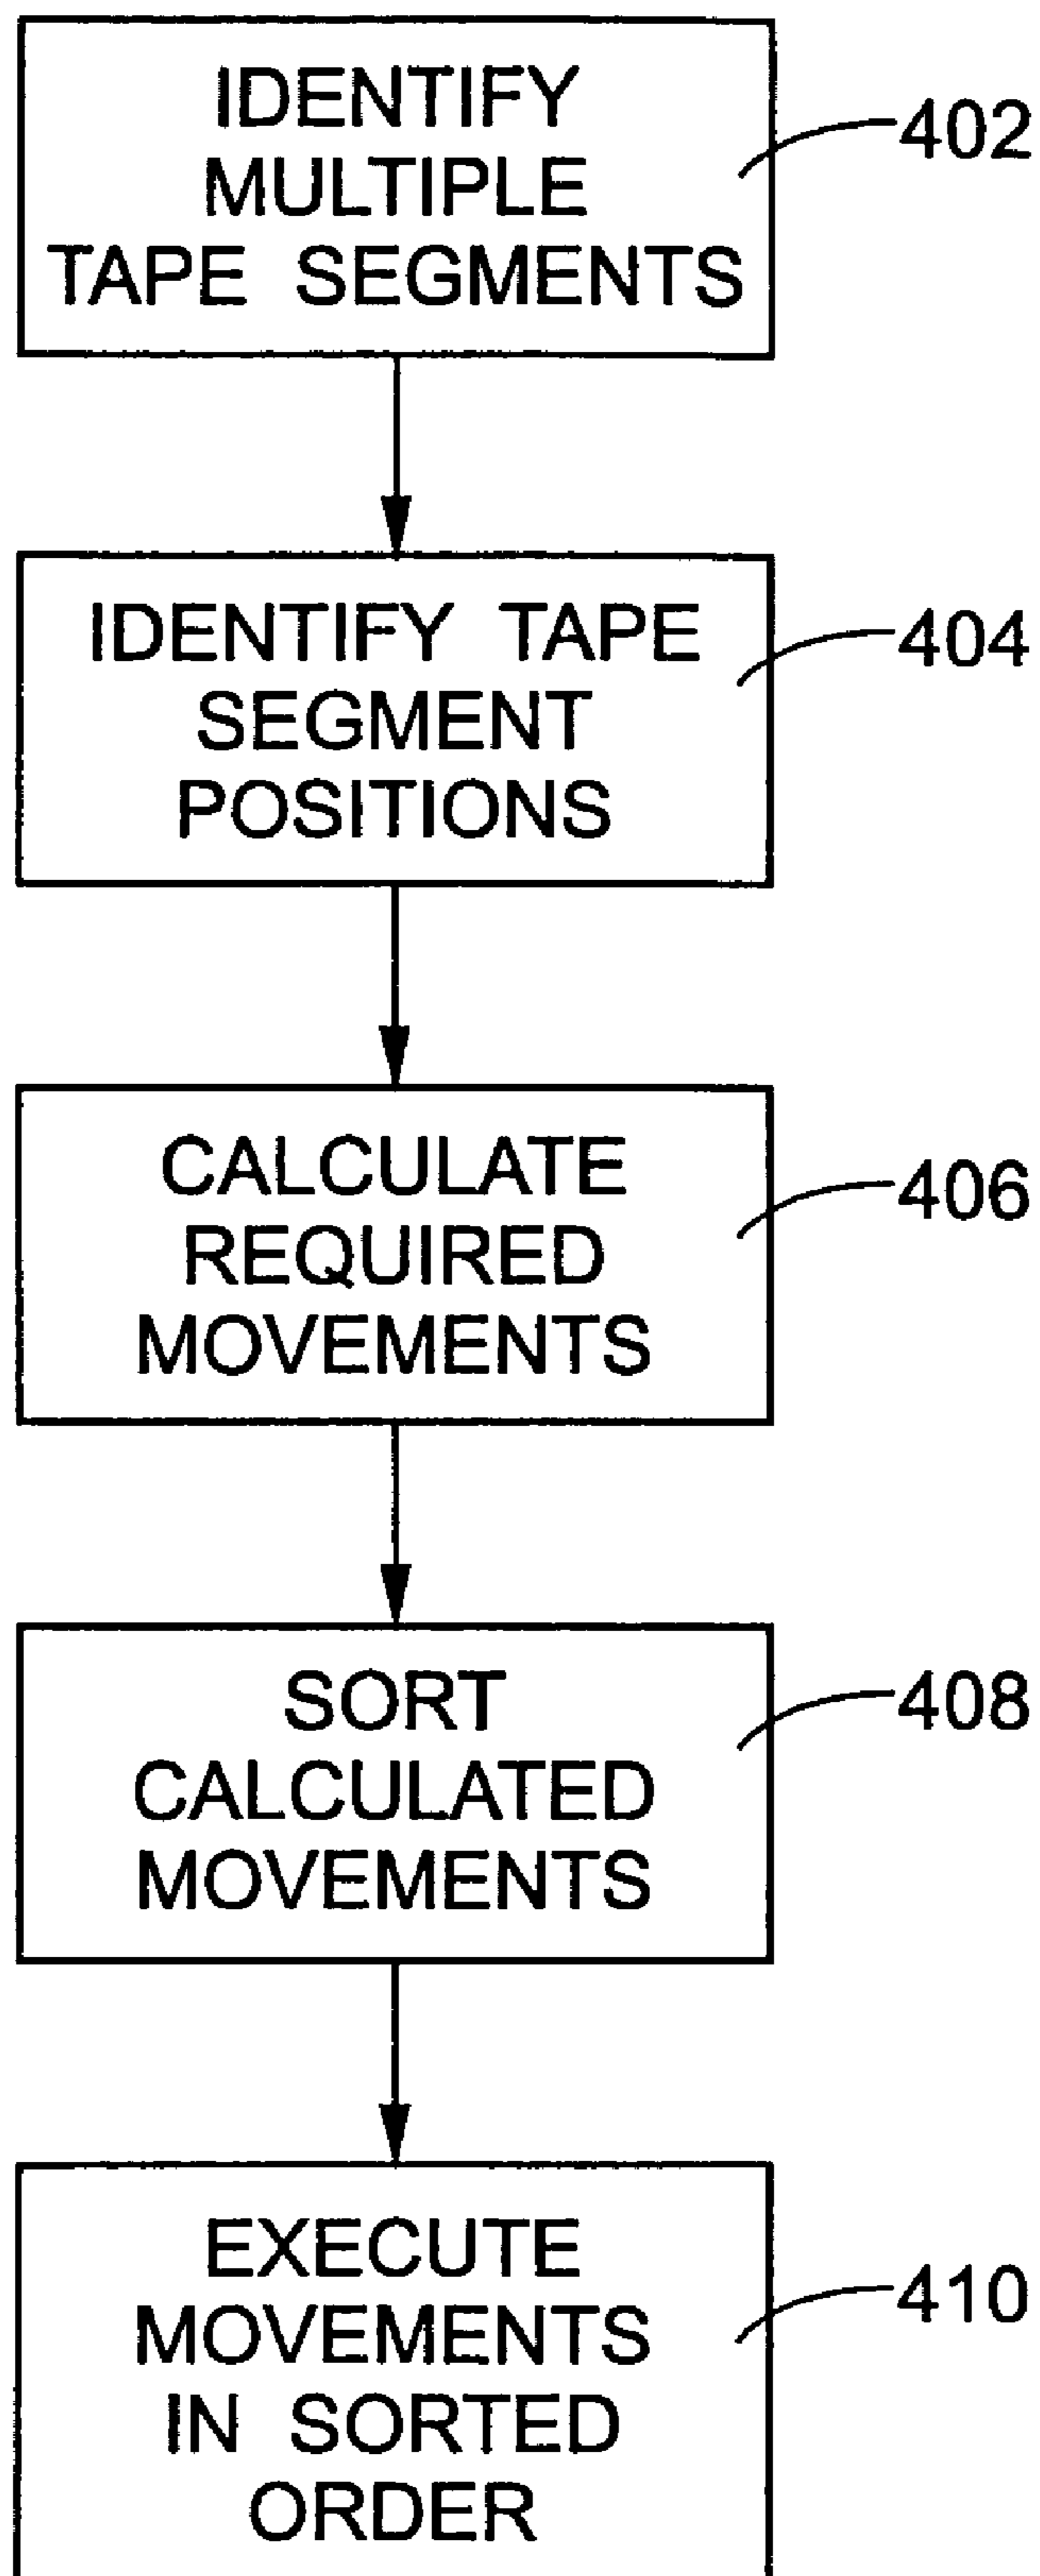 IDENTIFY
MULTIPLE
TAPE SEGMENTS
402
IDENTIFY TAPE
SEGMENT
POSITIONS
404
CALCULATE
REQUIRED
MOVEMENTS
406
SORT
CALCULATED
MOVEMENTS
408
EXECUTE
MOVEMENTS
IN SORTED
ORDER
410